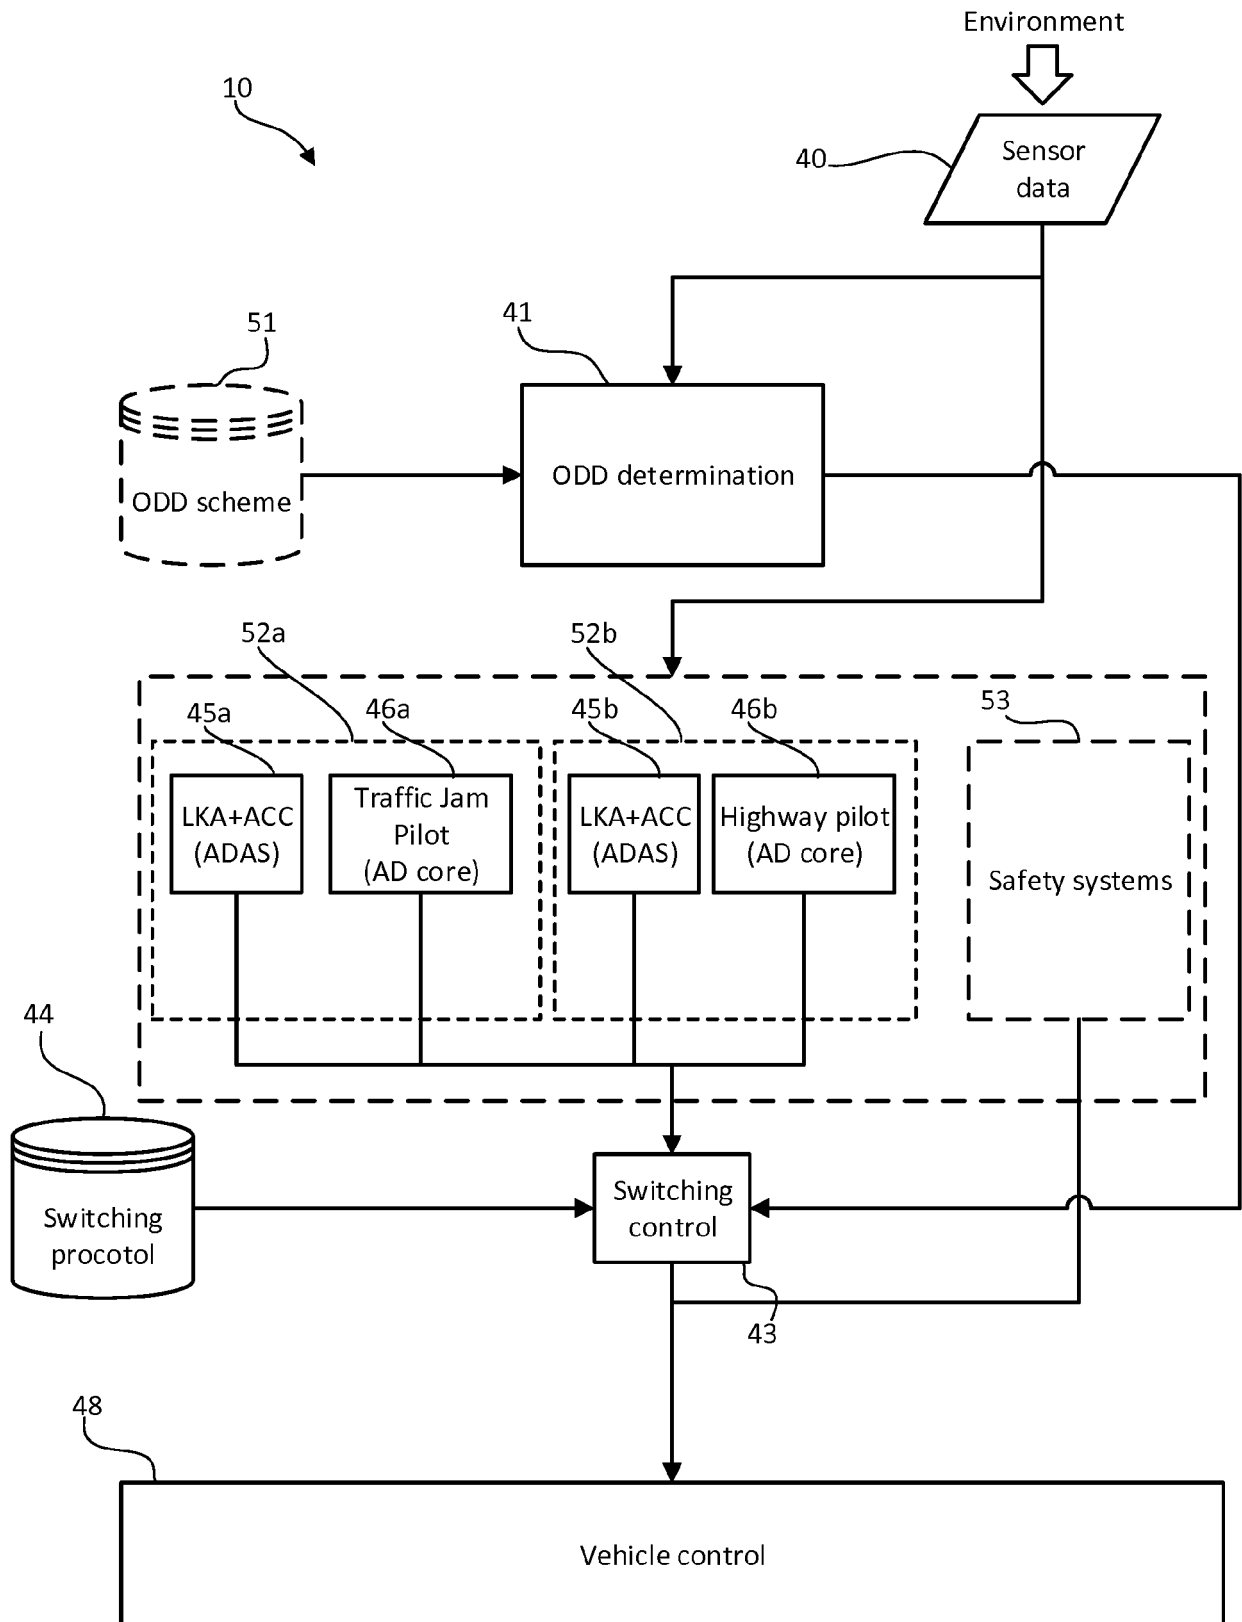 Environment
10
40
Sensor
data
51
41
ODD scheme
ODD determination
52a
52b
45a
46a
45b
46b
53
LKA+ACC
(ADAS)
Traffic Jam
Pilot
(AD core)
LKA+ACC
(ADAS)
Highway pilot
(AD core)
Safety systems
44
Switching
procotol
Switching
control
43
48
Vehicle control